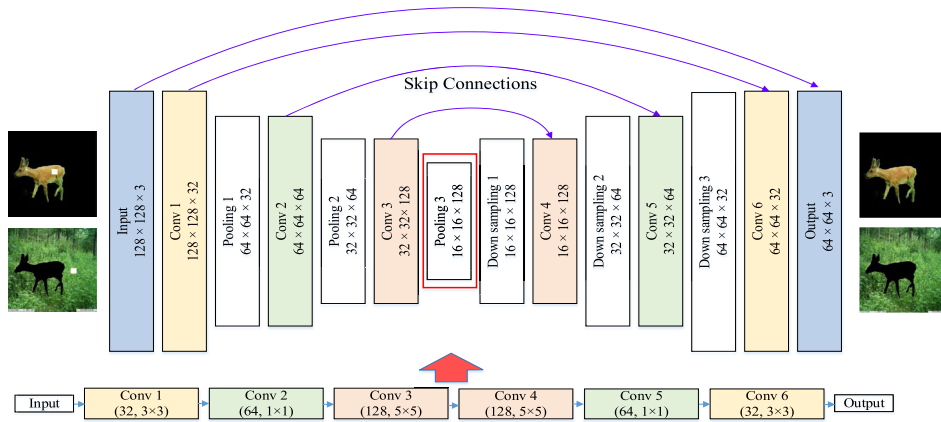 Skip Connections
Input
128 × 128 × 3
Conv 1
128 × 128 × 32
Pooling 1
64 × 64 × 32
Conv 2
64 × 64 × 64
Pooling 2
32 × 32 × 64
Conv 3
32 × 32× 128
Pooling 3
16 × 16 × 128
Down sampling 1
16 × 16 × 128
Conv 4
16 × 16 × 128
Down sampling 2
32 × 32 × 64
Conv 5
32 × 32 × 64
Down sampling 3
64 × 64 × 32
Conv 6
64 × 64 × 32
Output
64 × 64 × 3
Input
Conv 1
(32, 3×3)
Conv 2
(64, 1×1)
Conv 3
(128, 5×5)
Conv 4
(128, 5×5)
Conv 5
(64, 1×1)
Conv 6
(32, 3×3)
Output